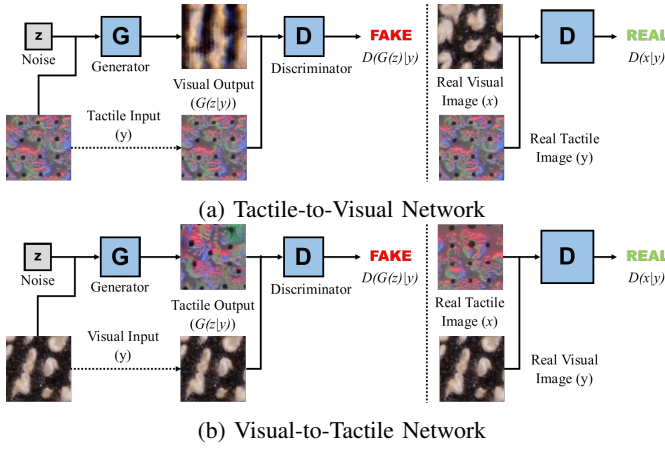 z
Noise
G
Generator
Visual Output
(G(z|y))
D
Discriminator
FAKE
D(G(z)|y)
Tactile Input
(y)
Real Visual
Image (x)
D
REAL
D(x|y)
Real Tactile
Image (y)
(a) Tactile-to-Visual Network
z
Noise
G
Generator
Tactile Output
(G(z|y))
D
Discriminator
FAKE
D(G(z)|y)
Visual Input
(y)
Real Tactile
Image (x)
D
REAL
D(x|y)
Real Visual
Image (y)
(b) Visual-to-Tactile Network